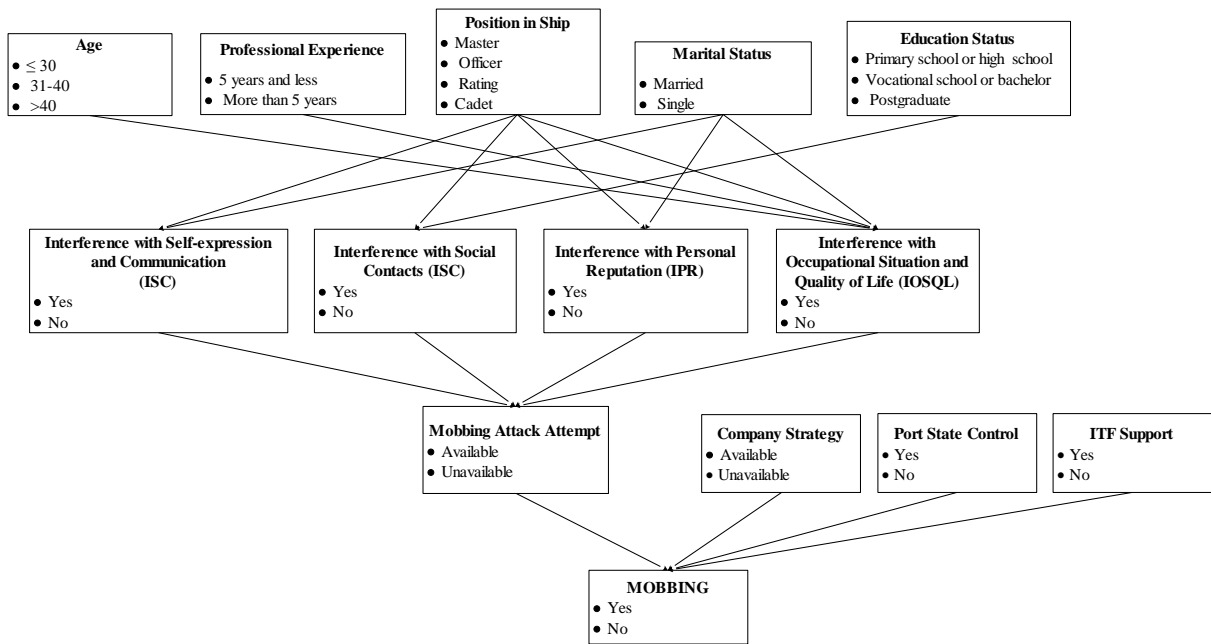 Age
● ≤ 30
● 31-40
● >40
Professional Experience
● 5 years and less
● More than 5 years
Position in Ship
● Master
● Officer
● Rating
● Cadet
Marital Status
● Married
● Single
Education Status
● Primary school or high school
● Vocational school or bachelor
● Postgraduate
Interference with Self-expression
and Communication
(ISC)
● Yes
● No
Interference with Social
Contacts (ISC)
● Yes
● No
Interference with Personal
Reputation (IPR)
● Yes
● No
Interference with
Occupational Situation and
Quality of Life (IOSQL)
● Yes
● No
Mobbing Attack Attempt
● Available
● Unavailable
Company Strategy
● Available
● Unavailable
Port State Control
● Yes
● No
ITF Support
● Yes
● No
MOBBING
● Yes
● No